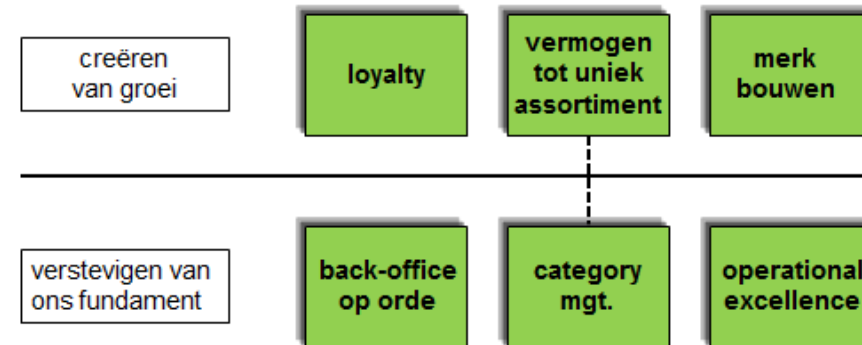 creëren
van groei
loyalty
vermogen
tot uniek
assortiment
merk
bouwen
verstevigen van
ons fundament
back-office
op orde
category
mgt.
operational
excellence